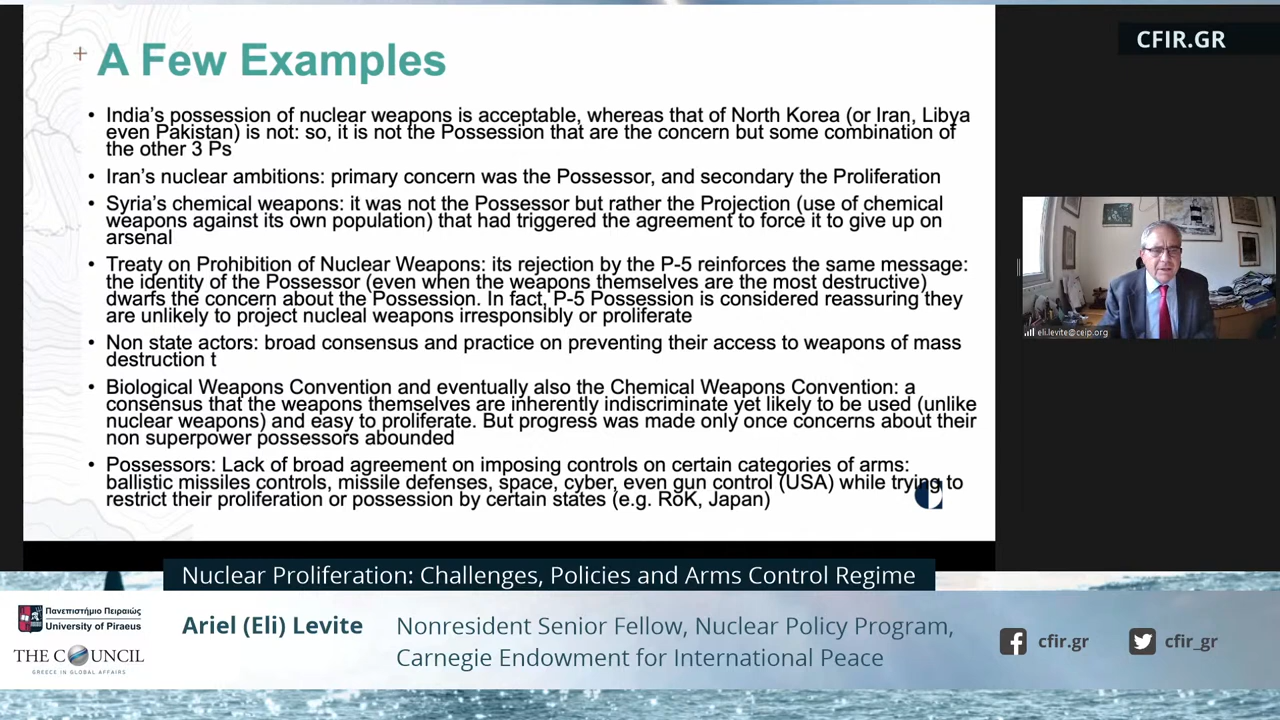 CFIR.GR
+ A Few Examples
• India's possession of nuclear weapons is acceptable, whereas that of North Korea (or Iran, Libya
even Pakistan) is not: so, it is not the Possession that are the concern but some combination of
the other 3 Ps
• Iran's nuclear ambitions: primary concern was the Possessor, and secondary the Proliferation
• Syria's chemical weapons: it was not the Possessor but rather the Projection (use of chemical
weapons against its own population) that had triggered the agreement to force it to give up on
arsenal
• Treaty on Prohibition of Nuclear Weapons: its rejection by the P-5 reinforces the same message:
the identity of the Possessor (even when the weapons themselves are the most destructive)
dwarfs the concern about the Possession. In fact, P-5 Possession is considered reassuring they
are unlikely to project nuclear weapons irresponsibly or proliferate
• Non state actors: broad consensus and practice on preventing their access to weapons of mass
destruction t
• Biological Weapons Convention and eventually also the Chemical Weapons Convention: a
consensus that the weapons themselves are inherently indiscriminate yet likely to be used (unlike
nuclear weapons) and easy to proliferate. But progress was made only once concerns about their
non superpower possessors abounded
• Possessors: Lack of broad agreement on imposing controls on certain categories of arms:
ballistic missiles controls, missile defenses, space, cyber, even gun control (USA) while trying to
restrict their proliferation or possession by certain states (e.g. RoK, Japan)
eli.levite@ceip.org
Nuclear Proliferation: Challenges, Policies and Arms Control Regime
Πανεπιστήμιο Πειραιώς
University of Piraeus
THE COUNCIL
GREECE IN GLOBAL AFFAIRS
Ariel (Eli) Levite
Nonresident Senior Fellow, Nuclear Policy Program,
Carnegie Endowment for International Peace
cfir.gr
cfir_gr